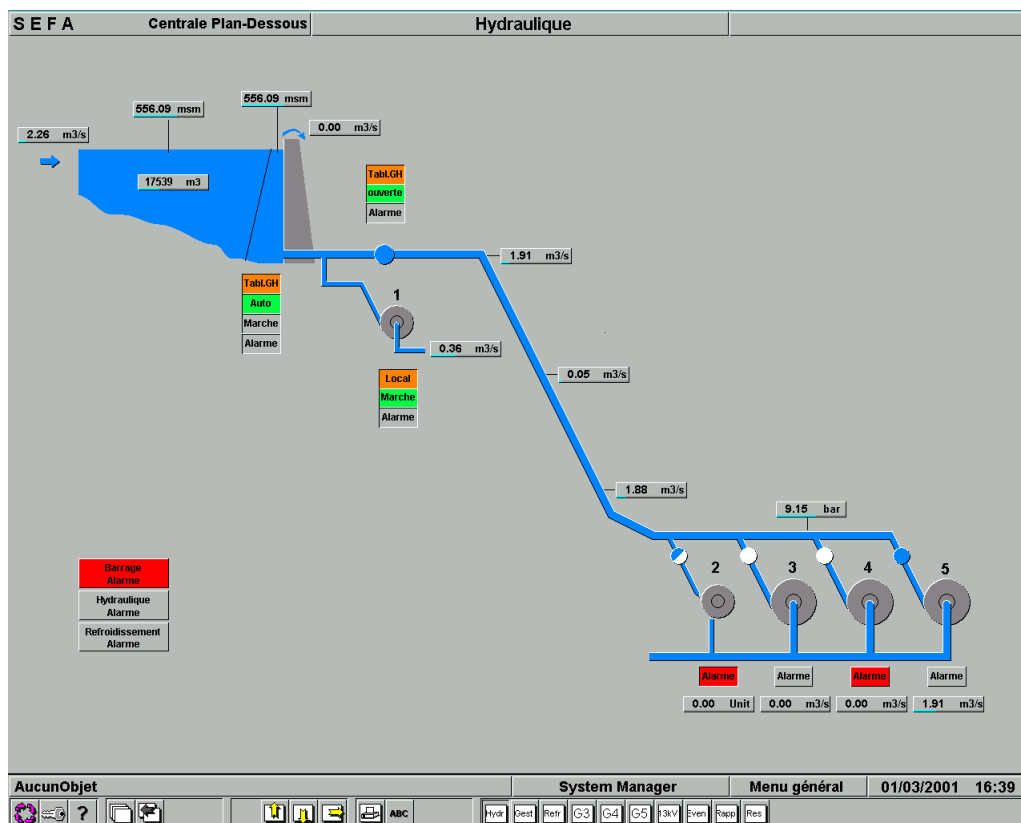 S E F A Centrale Plan-Dessous Hydraulique
556.09 msm
556.09 msm
2.26 m3/s
0.00 m3/s
17539 m3
Tabl.GH
ouverte
Alarme
1.91 m3/s
Tabl.GH
Auto
Marche
Alarme
1
0.36 m3/s
Local
Marche
Alarme
0.05 m3/s
1.88 m3/s
9.15 bar
Barrage
Alarme
Hydraulique
Alarme
Refroidissement
Alarme
2 3 4 5
Alarme Alarme Alarme Alarme
0.00 Unit 0.00 m3/s 0.00 m3/s 1.91 m3/s
AucunObjet System Manager Menu général 01/03/2001 16:39
? ABC Hydr Gest Refr G3 G4 G5 13kV Even Rapp Res